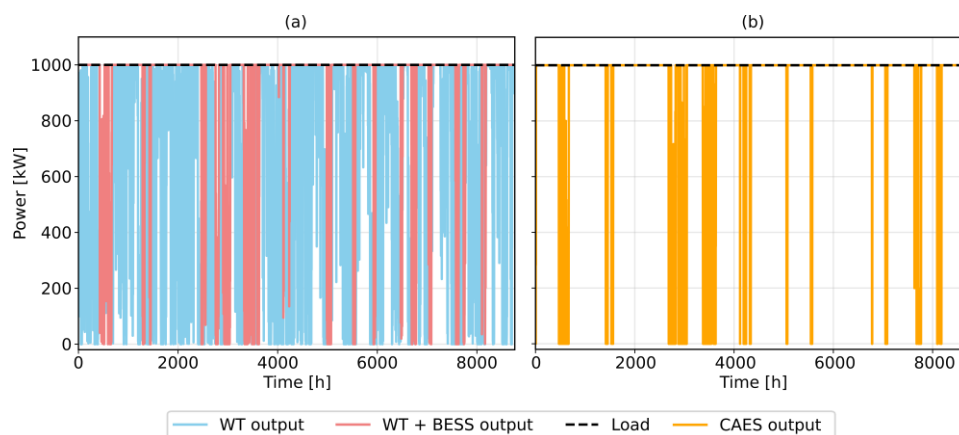 (a)
(b)
Power [kW]
1000
800
600
400
200
0
0 2000 4000 6000 8000
0 2000 4000 6000 8000
Time [h]
Time [h]
WT output WT + BESS output Load CAES output